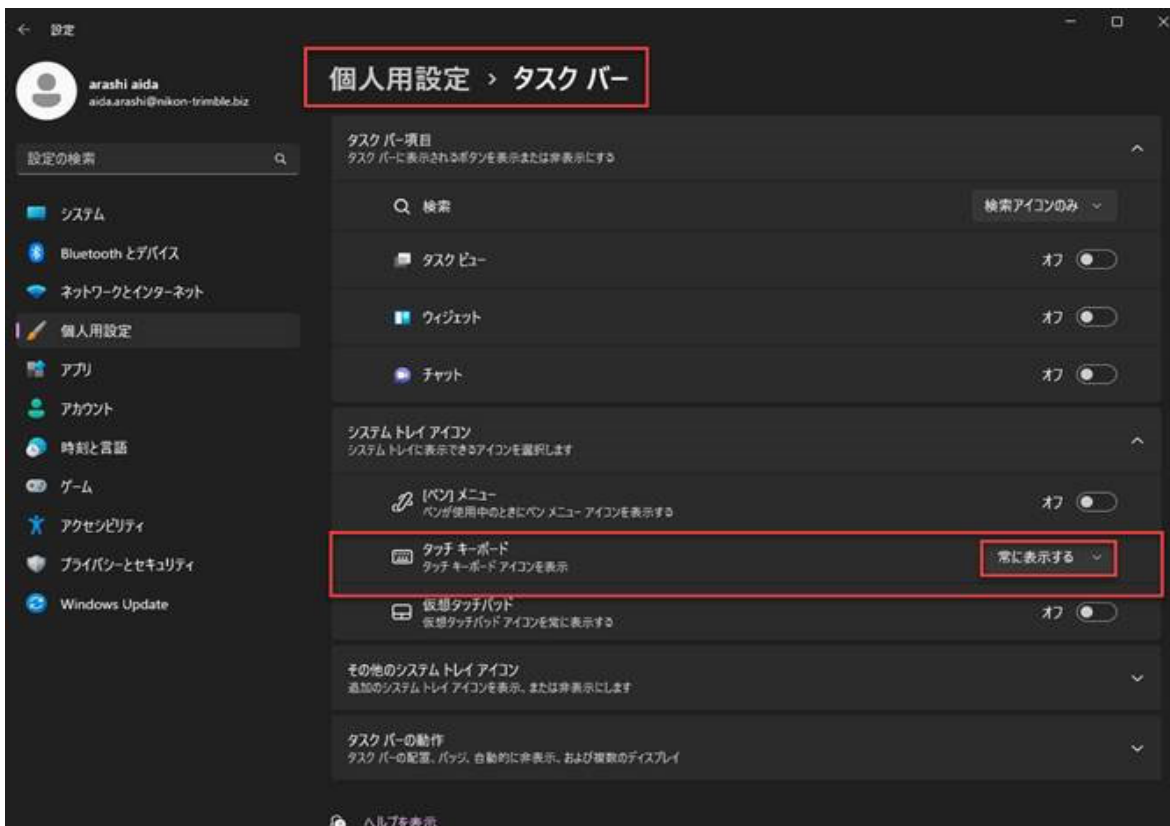 設定
arashi aida
aida.arashi@nikon-trimble.biz
設定の検索
システム
Bluetooth とデバイス
ネットワークとインターネット
個人用設定
アプリ
アカウント
時刻と言語
ゲーム
アクセシビリティ
プライバシーとセキュリティ
Windows Update
個人用設定 › タスク バー
タスク バー項目
タスク バーに表示されるボタンを表示または非表示にする
検索 検索アイコンのみ
タスク ビュー オフ
ウィジェット オフ
チャット オフ
システム トレイ アイコン
システム トレイに表示できるアイコンを選択します
[ペン] メニュー オフ
ペンが使用中のときにペン メニュー アイコンを表示する
タッチ キーボード 常に表示する
タッチ キーボード アイコンを表示
仮想タッチパッド オフ
仮想タッチパッド アイコンを常に表示する
その他のシステム トレイ アイコン
追加のシステム トレイ アイコンを表示、または非表示にします
タスク バーの動作
タスク バーの配置、バッジ、自動的に非表示、および複数のディスプレイ
ヘルプを表示